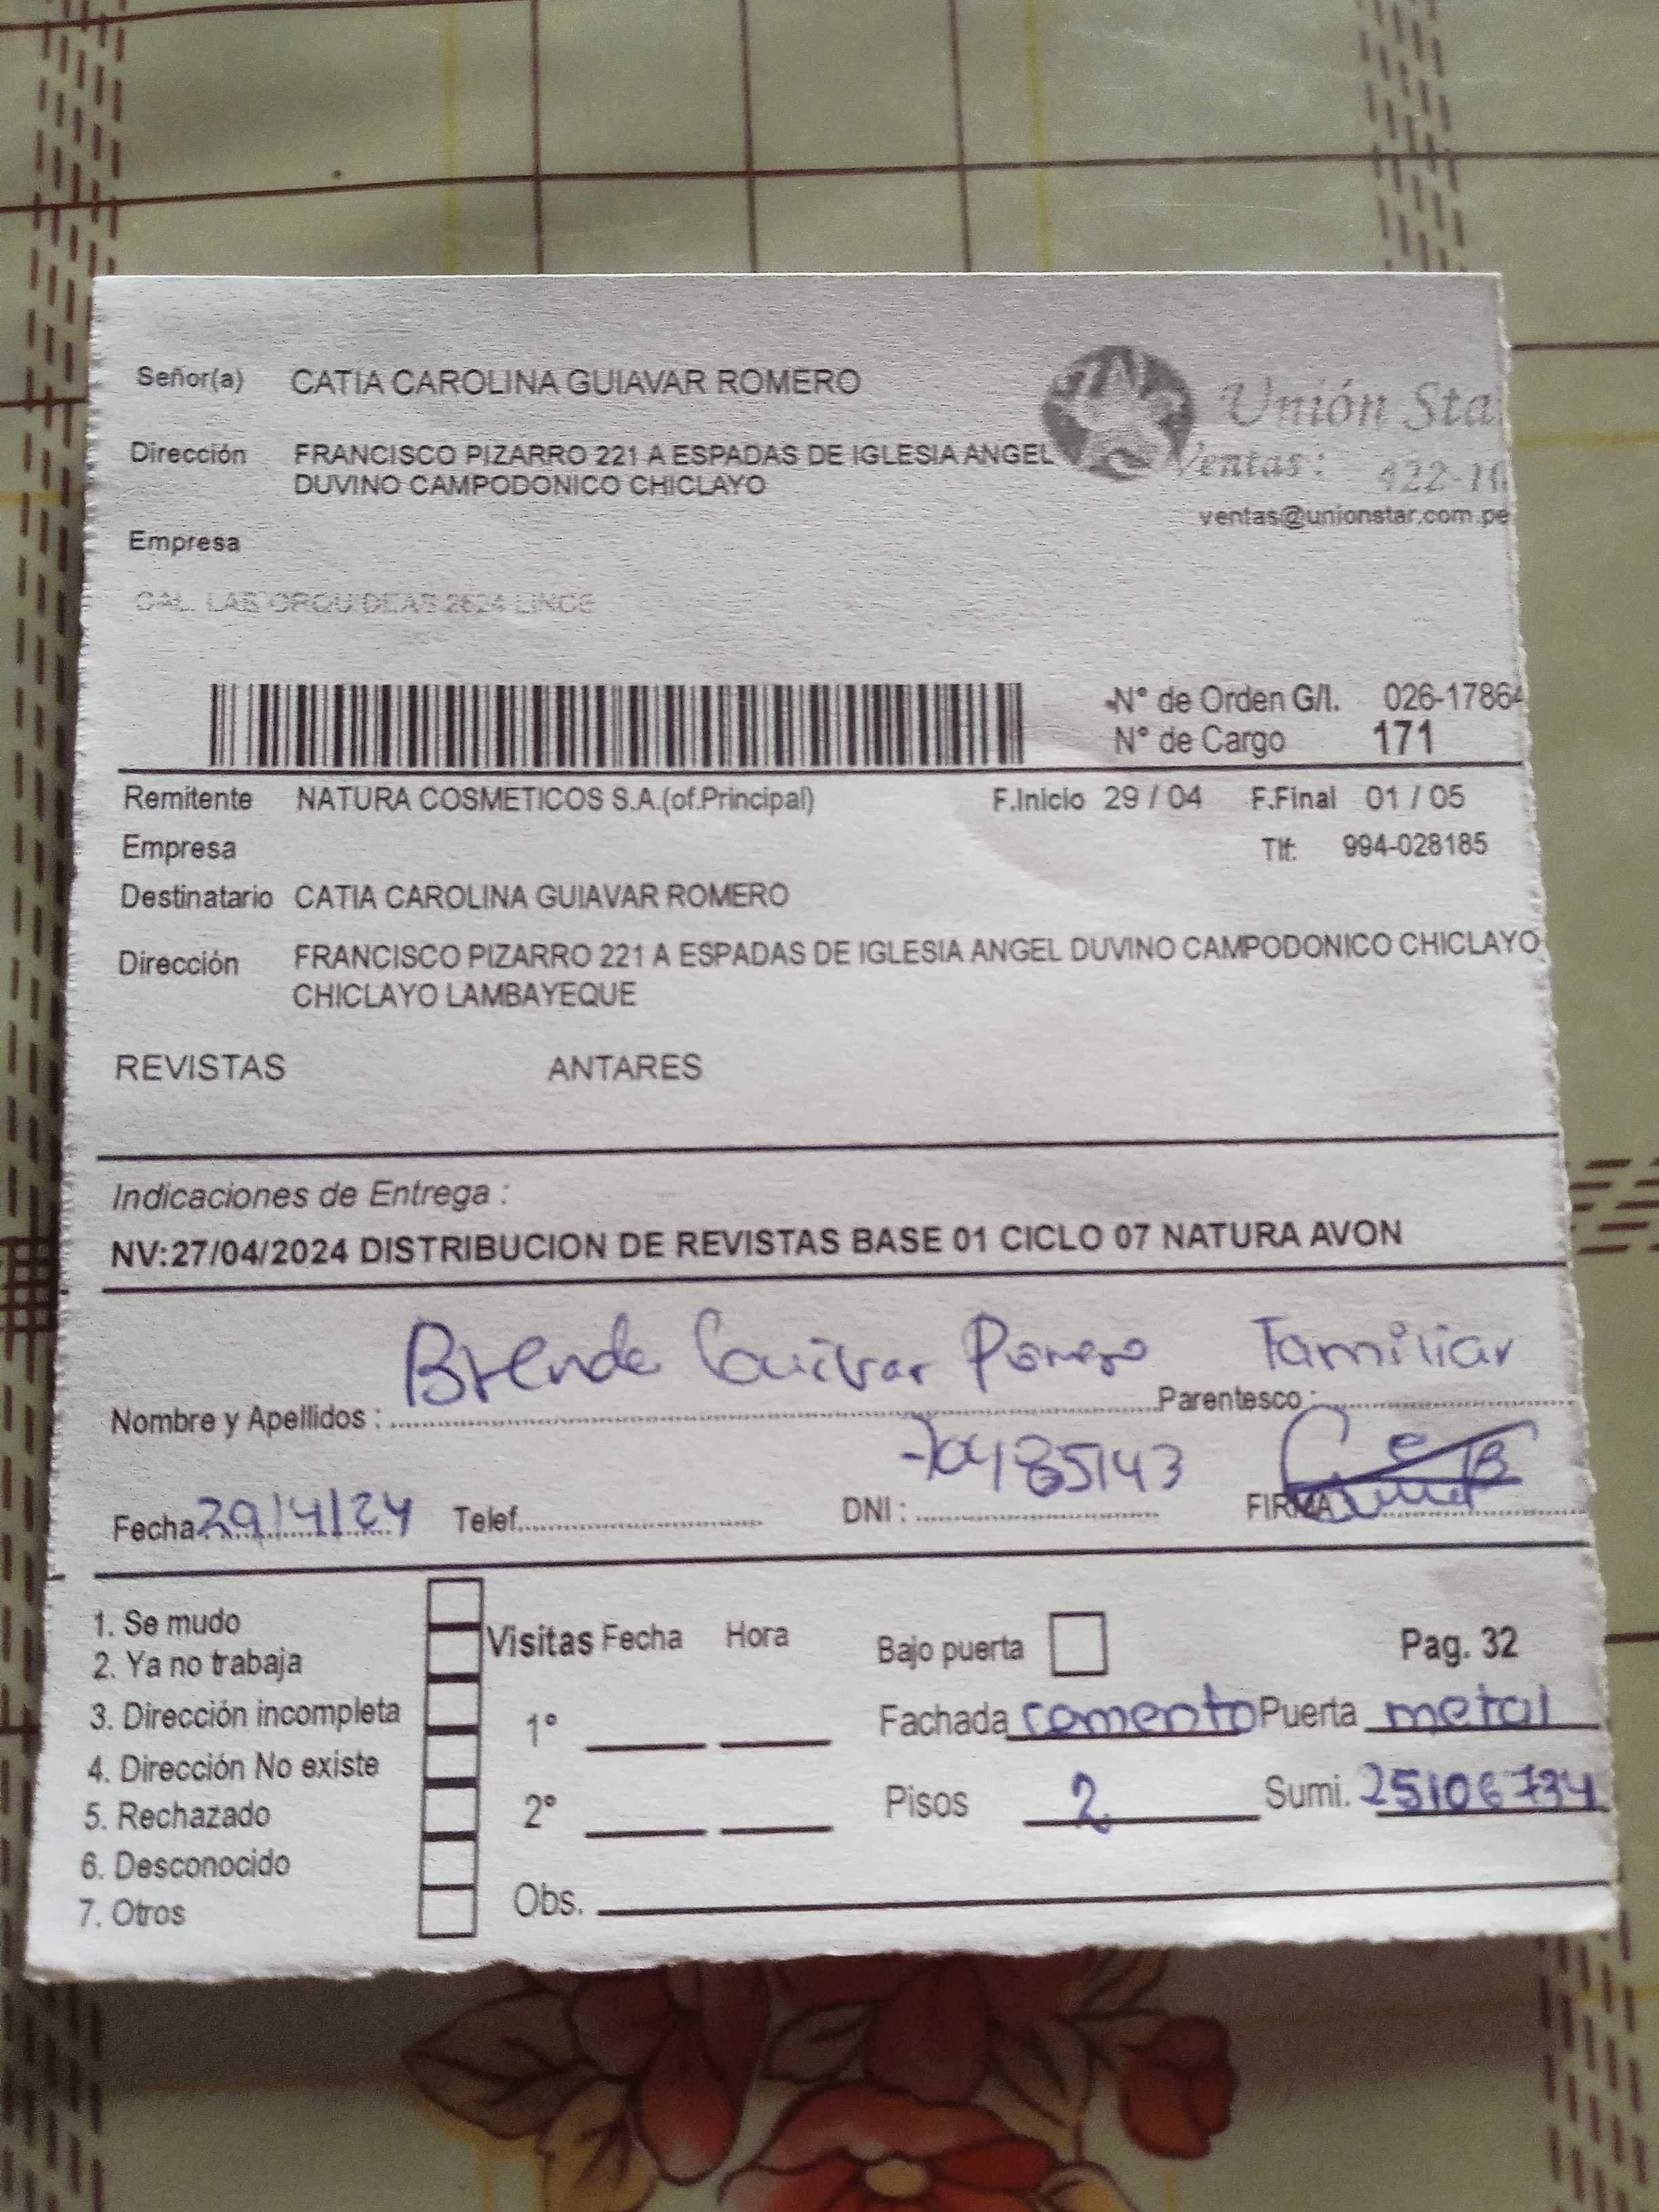 Señor(a) CATIA CAROLINA GUIAVAR ROMERO
Unión Sta
Dirección FRANCISCO PIZARRO 221 A ESPADAS DE IGLESIA ANGEL
DUVINO CAMPODONICO CHICLAYO
Ventas: 422-10
ventas@unionstar.com.pe
Empresa
CAL. LAS ORQUIDEAS 2624 LINCE
N° de Orden G/I. 026-17864
N° de Cargo 171
Remitente NATURA COSMETICOS S.A.(of.Principal) F.Inicio 29 / 04 F.Final 01 / 05
Empresa Tlf: 994-028185
Destinatario CATIA CAROLINA GUIAVAR ROMERO
Dirección FRANCISCO PIZARRO 221 A ESPADAS DE IGLESIA ANGEL DUVINO CAMPODONICO CHICLAYO
CHICLAYO LAMBAYEQUE
REVISTAS ANTARES
Indicaciones de Entrega :
NV:27/04/2024 DISTRIBUCION DE REVISTAS BASE 01 CICLO 07 NATURA AVON
Nombre y Apellidos : Brenda Parentesco : Familiar
Fecha: 29/4/24 Telef. DNI : 70485143 FIRMA
1. Se mudo
2. Ya no trabaja
3. Dirección incompleta
4. Dirección No existe
5. Rechazado
6. Desconocido
7. Otros
Visitas Fecha Hora
1°
2°
Obs.
Bajo puerta Pag. 32
Fachada cemento Puerta metal
Pisos 2 Sumi. 25106734